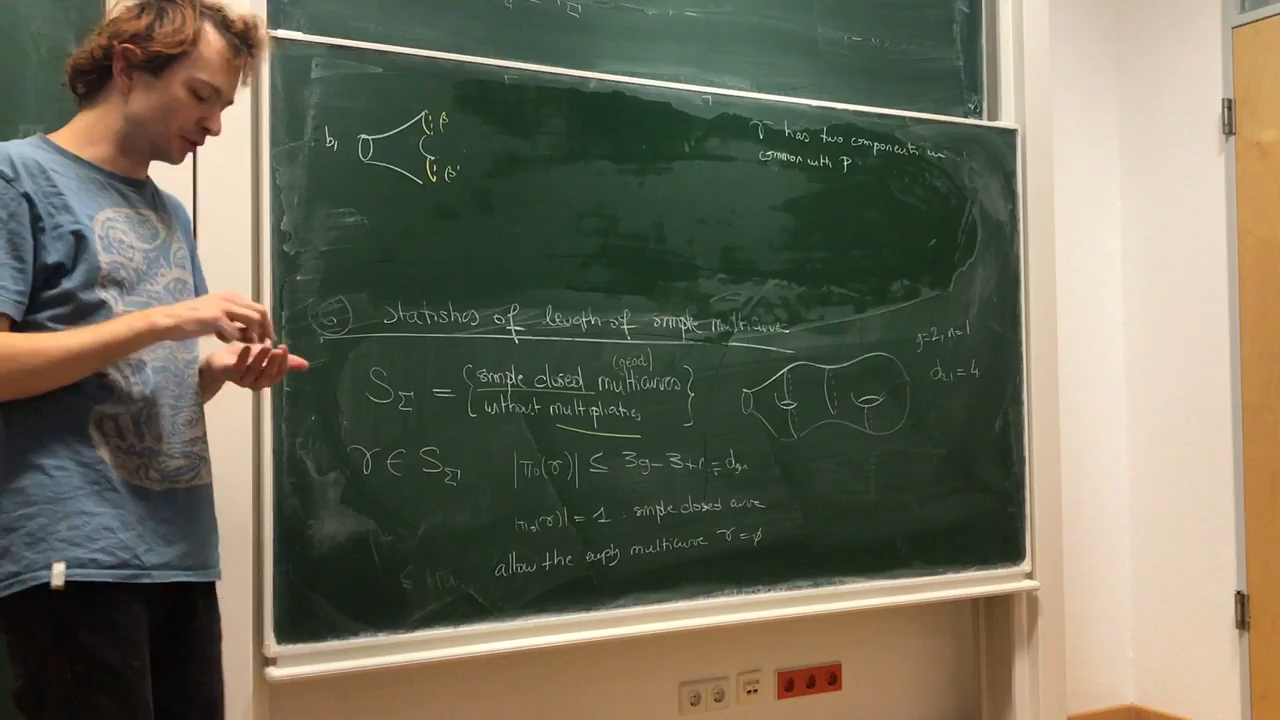 b₁
β
β'
γ has two components in
common with P
⑥ Statistics of length of simple multicurve
(geod)
S_Σ = { simple closed multicurves
without multiplicities }
g=2, n=1
d₂,₁ = 4
γ ∈ S_Σ |π₀(γ)| ≤ 3g-3+n =: d_g,n
|π₀(γ)| = 1 : simple closed curve
allow the empty multicurve γ = ∅